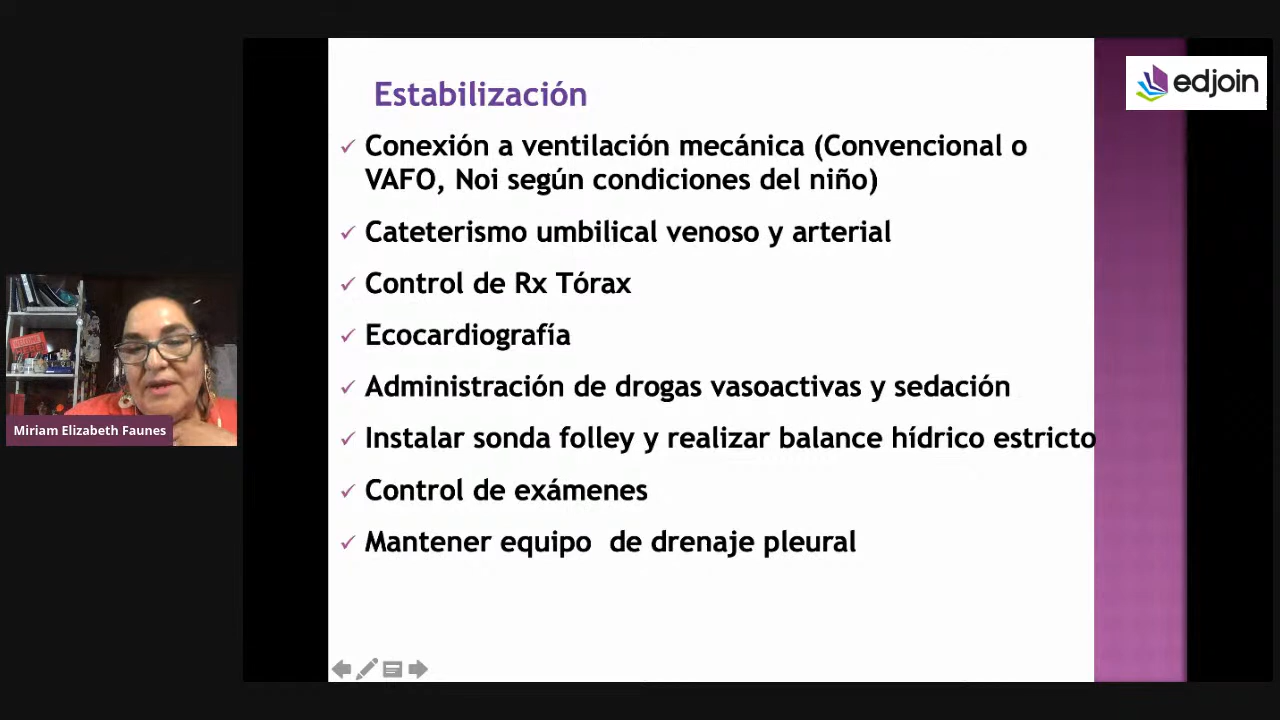 edjoin
Estabilización
Conexión a ventilación mecánica (Convencional o
VAFO, Noi según condiciones del niño)
Cateterismo umbilical venoso y arterial
Control de Rx Tórax
Ecocardiografía
Administración de drogas vasoactivas y sedación
Instalar sonda folley y realizar balance hídrico estricto
Control de exámenes
Mantener equipo  de drenaje pleural
Miriam Elizabeth Faunes